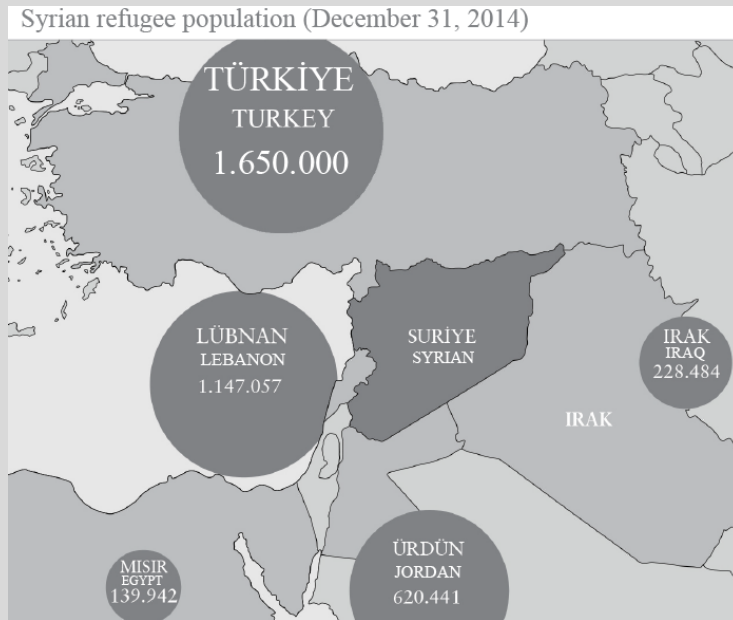 Syrian refugee population (December 31, 2014)
TÜRKİYE
TURKEY
1.650.000
LÜBNAN
LEBANON
1.147.057
SURİYE
SYRIAN
IRAK
IRAQ
228.484
IRAK
MISIR
EGYPT
139.942
ÜRDÜN
JORDAN
620.441